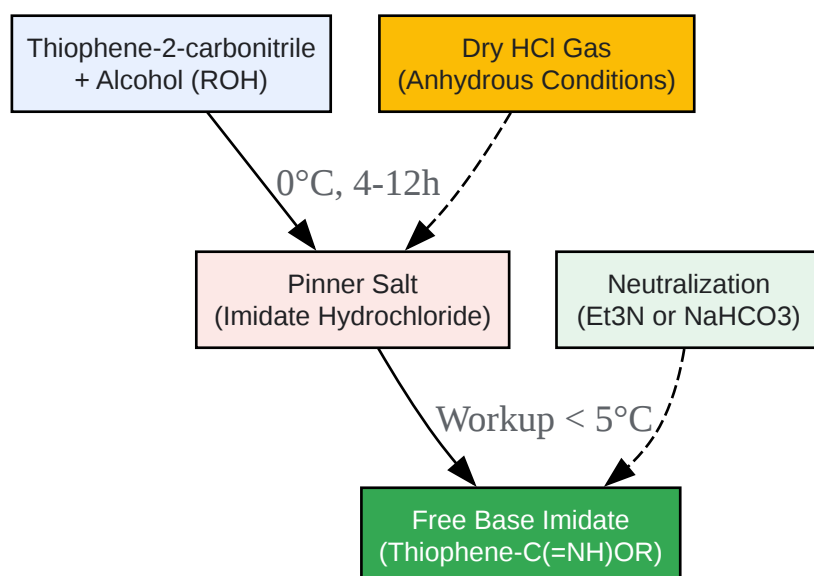 Thiophene-2-carbonitrile
+ Alcohol (ROH)
Dry HCl Gas
(Anhydrous Conditions)
0°C, 4-12h
Pinner Salt
(Imidate Hydrochloride)
Neutralization
(Et3N or NaHCO3)
Workup < 5°C
Free Base Imidate
(Thiophene-C(=NH)OR)